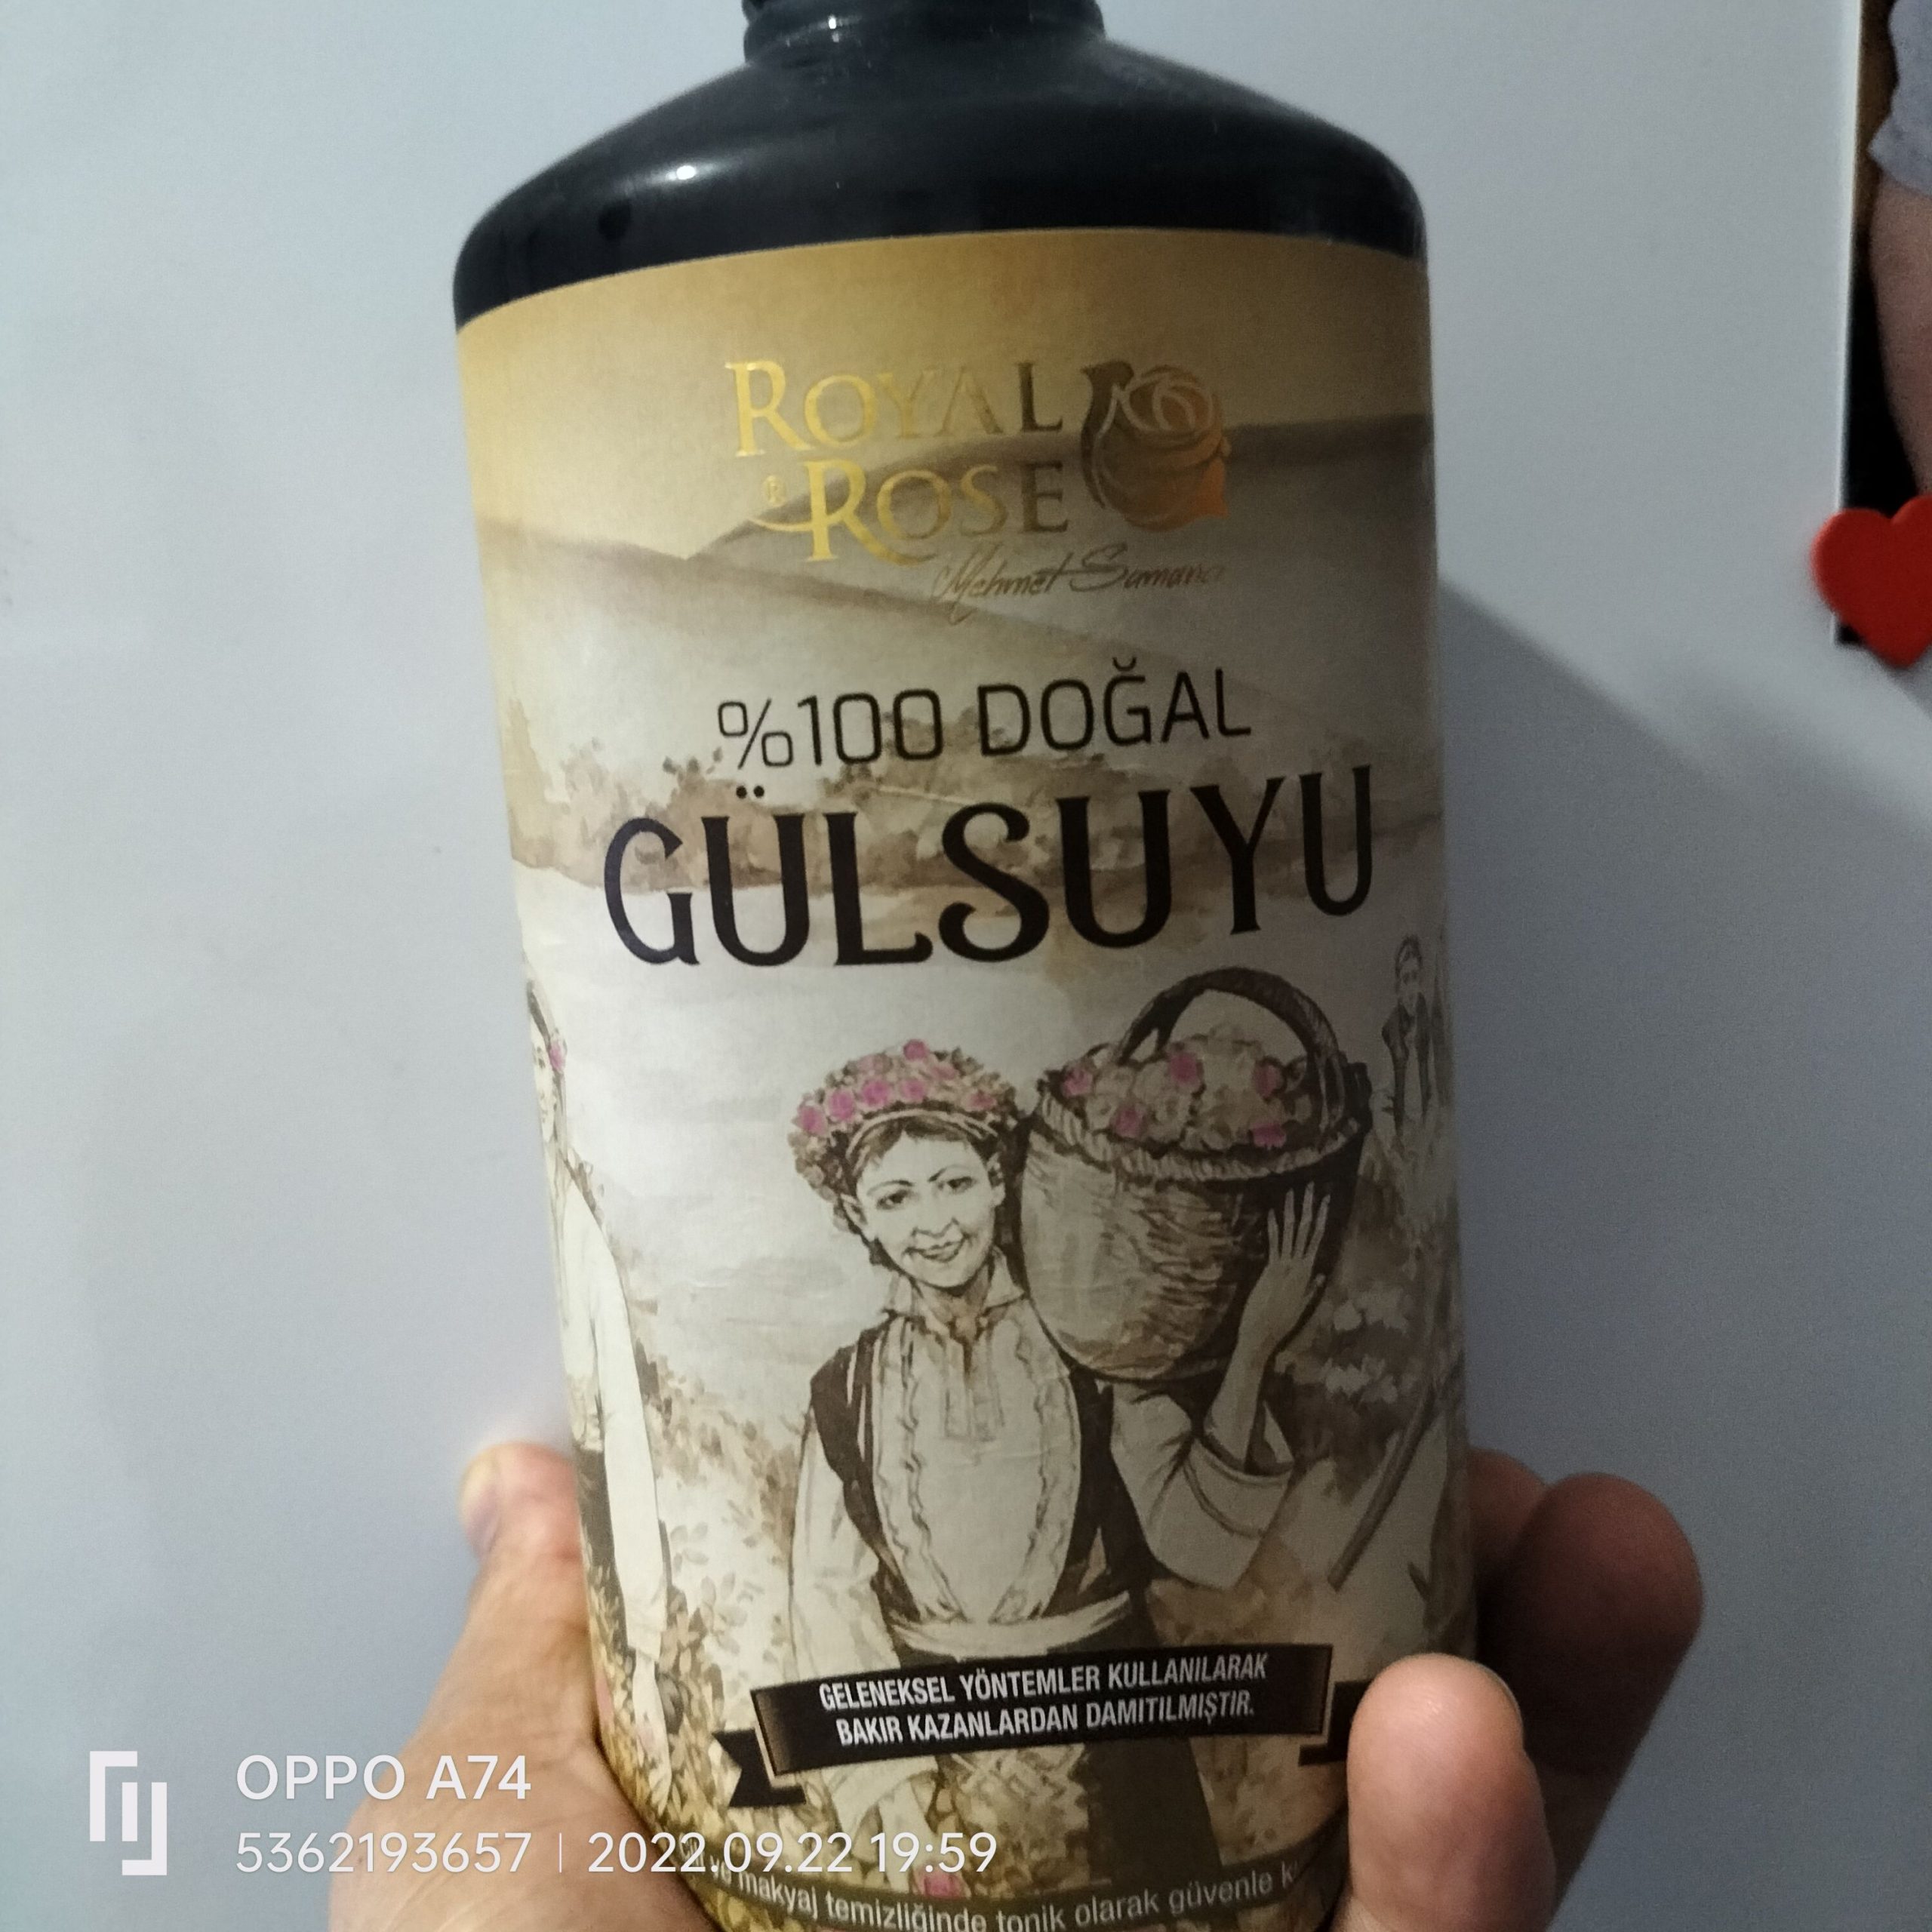 ROYAL
® ROSE
Mehmet Sumancı
%100 DOĞAL
GÜLSUYU
GELENEKSEL YÖNTEMLER KULLANILARAK
BAKIR KAZANLARDAN DAMITILMIŞTIR.
makyaj temizliğinde tonik olarak güvenle
OPPO A74
5362193657 | 2022.09.22 19:59